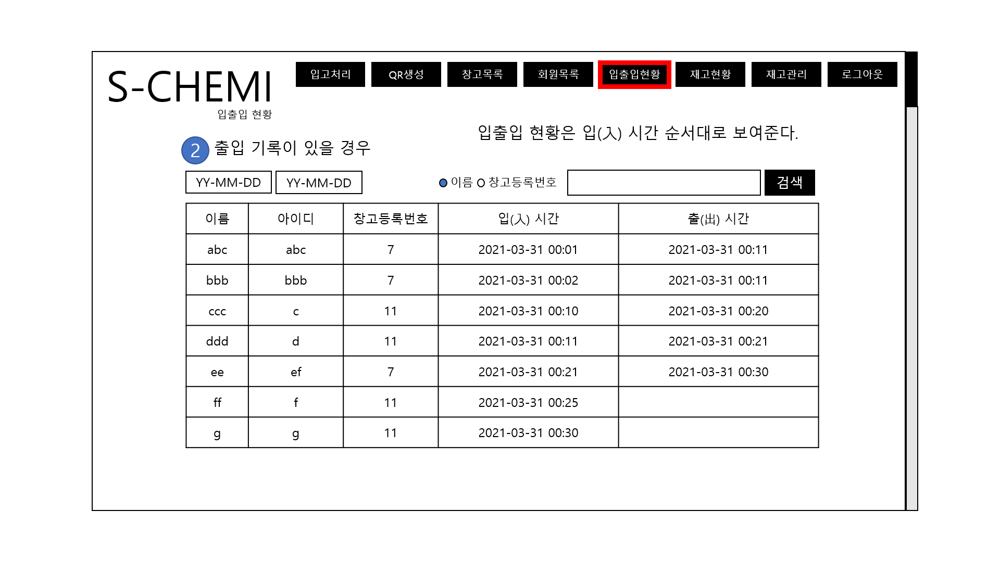 S-CHEMI
입고처리 QR생성 창고목록 회원목록 입출입현황 재고현황 재고관리 로그아웃
입출입 현황
입출입 현황은 입(入) 시간 순서대로 보여준다.
2 출입 기록이 있을 경우
YY-MM-DD YY-MM-DD 이름 창고등록번호 검색
이름 아이디 창고등록번호 입(入) 시간 출(出) 시간
abc abc 7 2021-03-31 00:01 2021-03-31 00:11
bbb bbb 7 2021-03-31 00:02 2021-03-31 00:11
ccc c 11 2021-03-31 00:10 2021-03-31 00:20
ddd d 11 2021-03-31 00:11 2021-03-31 00:21
ee ef 7 2021-03-31 00:21 2021-03-31 00:30
ff f 11 2021-03-31 00:25
g g 11 2021-03-31 00:30